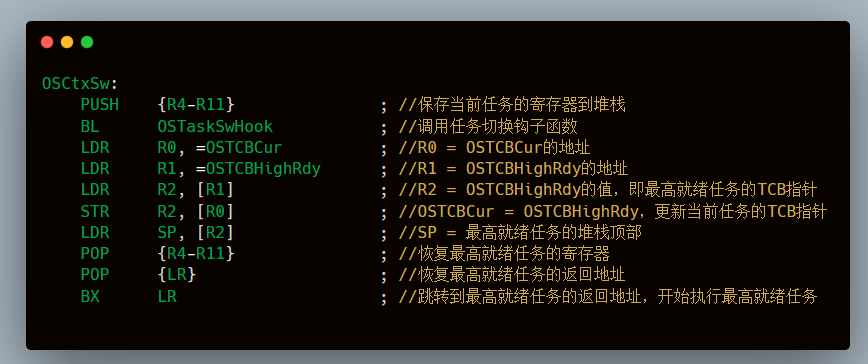 OSCtxSw:
PUSH {R4-R11} ; //保存当前任务的寄存器到堆栈
BL OSTaskSwHook ; //调用任务切换钩子函数
LDR R0, =OSTCBCur ; //R0 = OSTCBCur的地址
LDR R1, =OSTCBHighRdy ; //R1 = OSTCBHighRdy的地址
LDR R2, [R1] ; //R2 = OSTCBHighRdy的值，即最高就绪任务的TCB指针
STR R2, [R0] ; //OSTCBCur = OSTCBHighRdy，更新当前任务的TCB指针
LDR SP, [R2] ; //SP = 最高就绪任务的堆栈顶部
POP {R4-R11} ; //恢复最高就绪任务的寄存器
POP {LR} ; //恢复最高就绪任务的返回地址
BX LR ; //跳转到最高就绪任务的返回地址，开始执行最高就绪任务